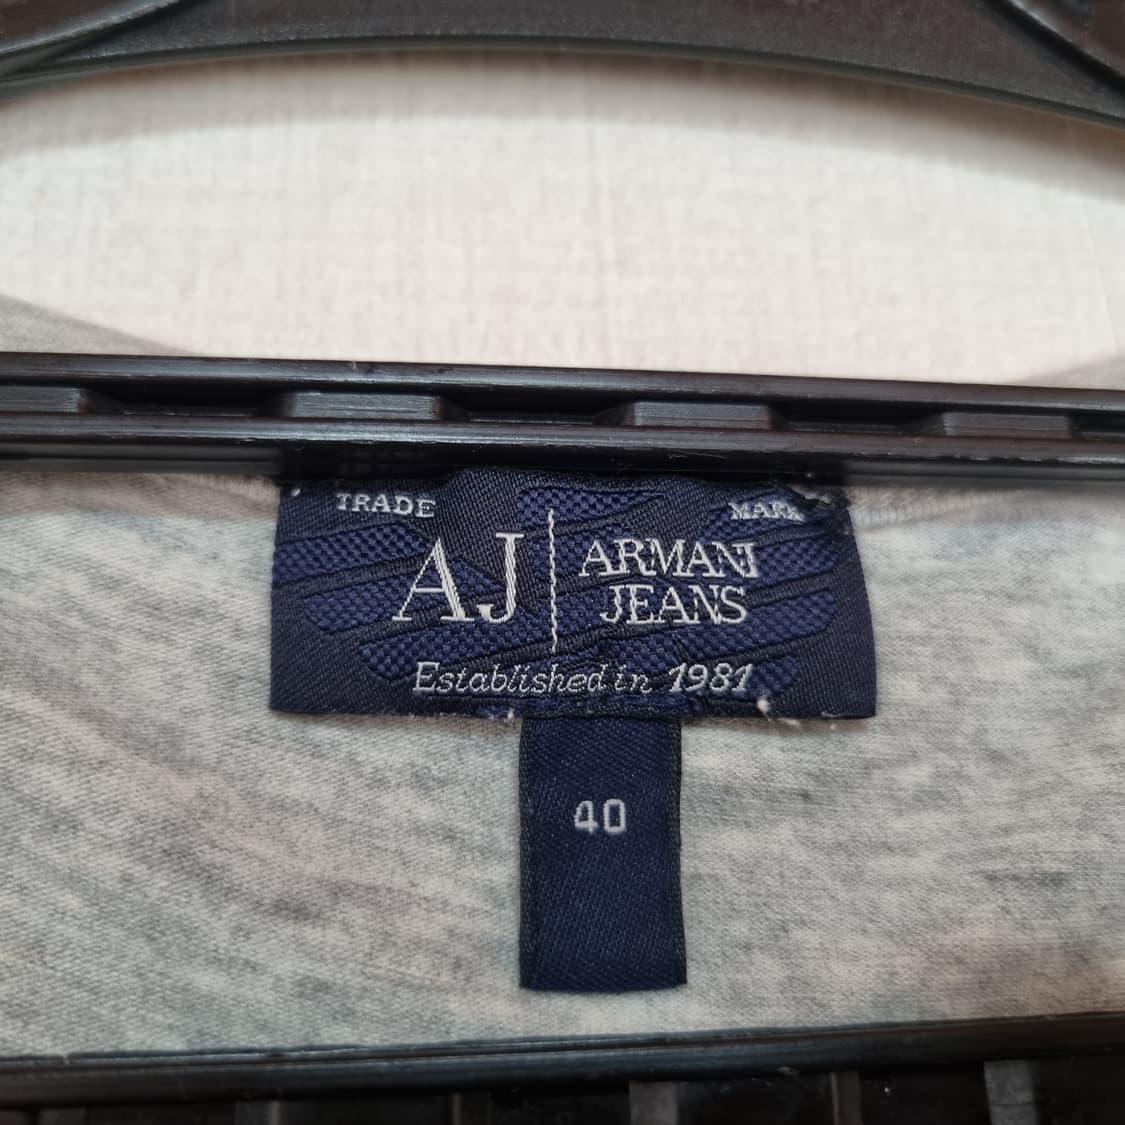 TRADE MARK
AJ ARMANI
JEANS
Established in 1981
40